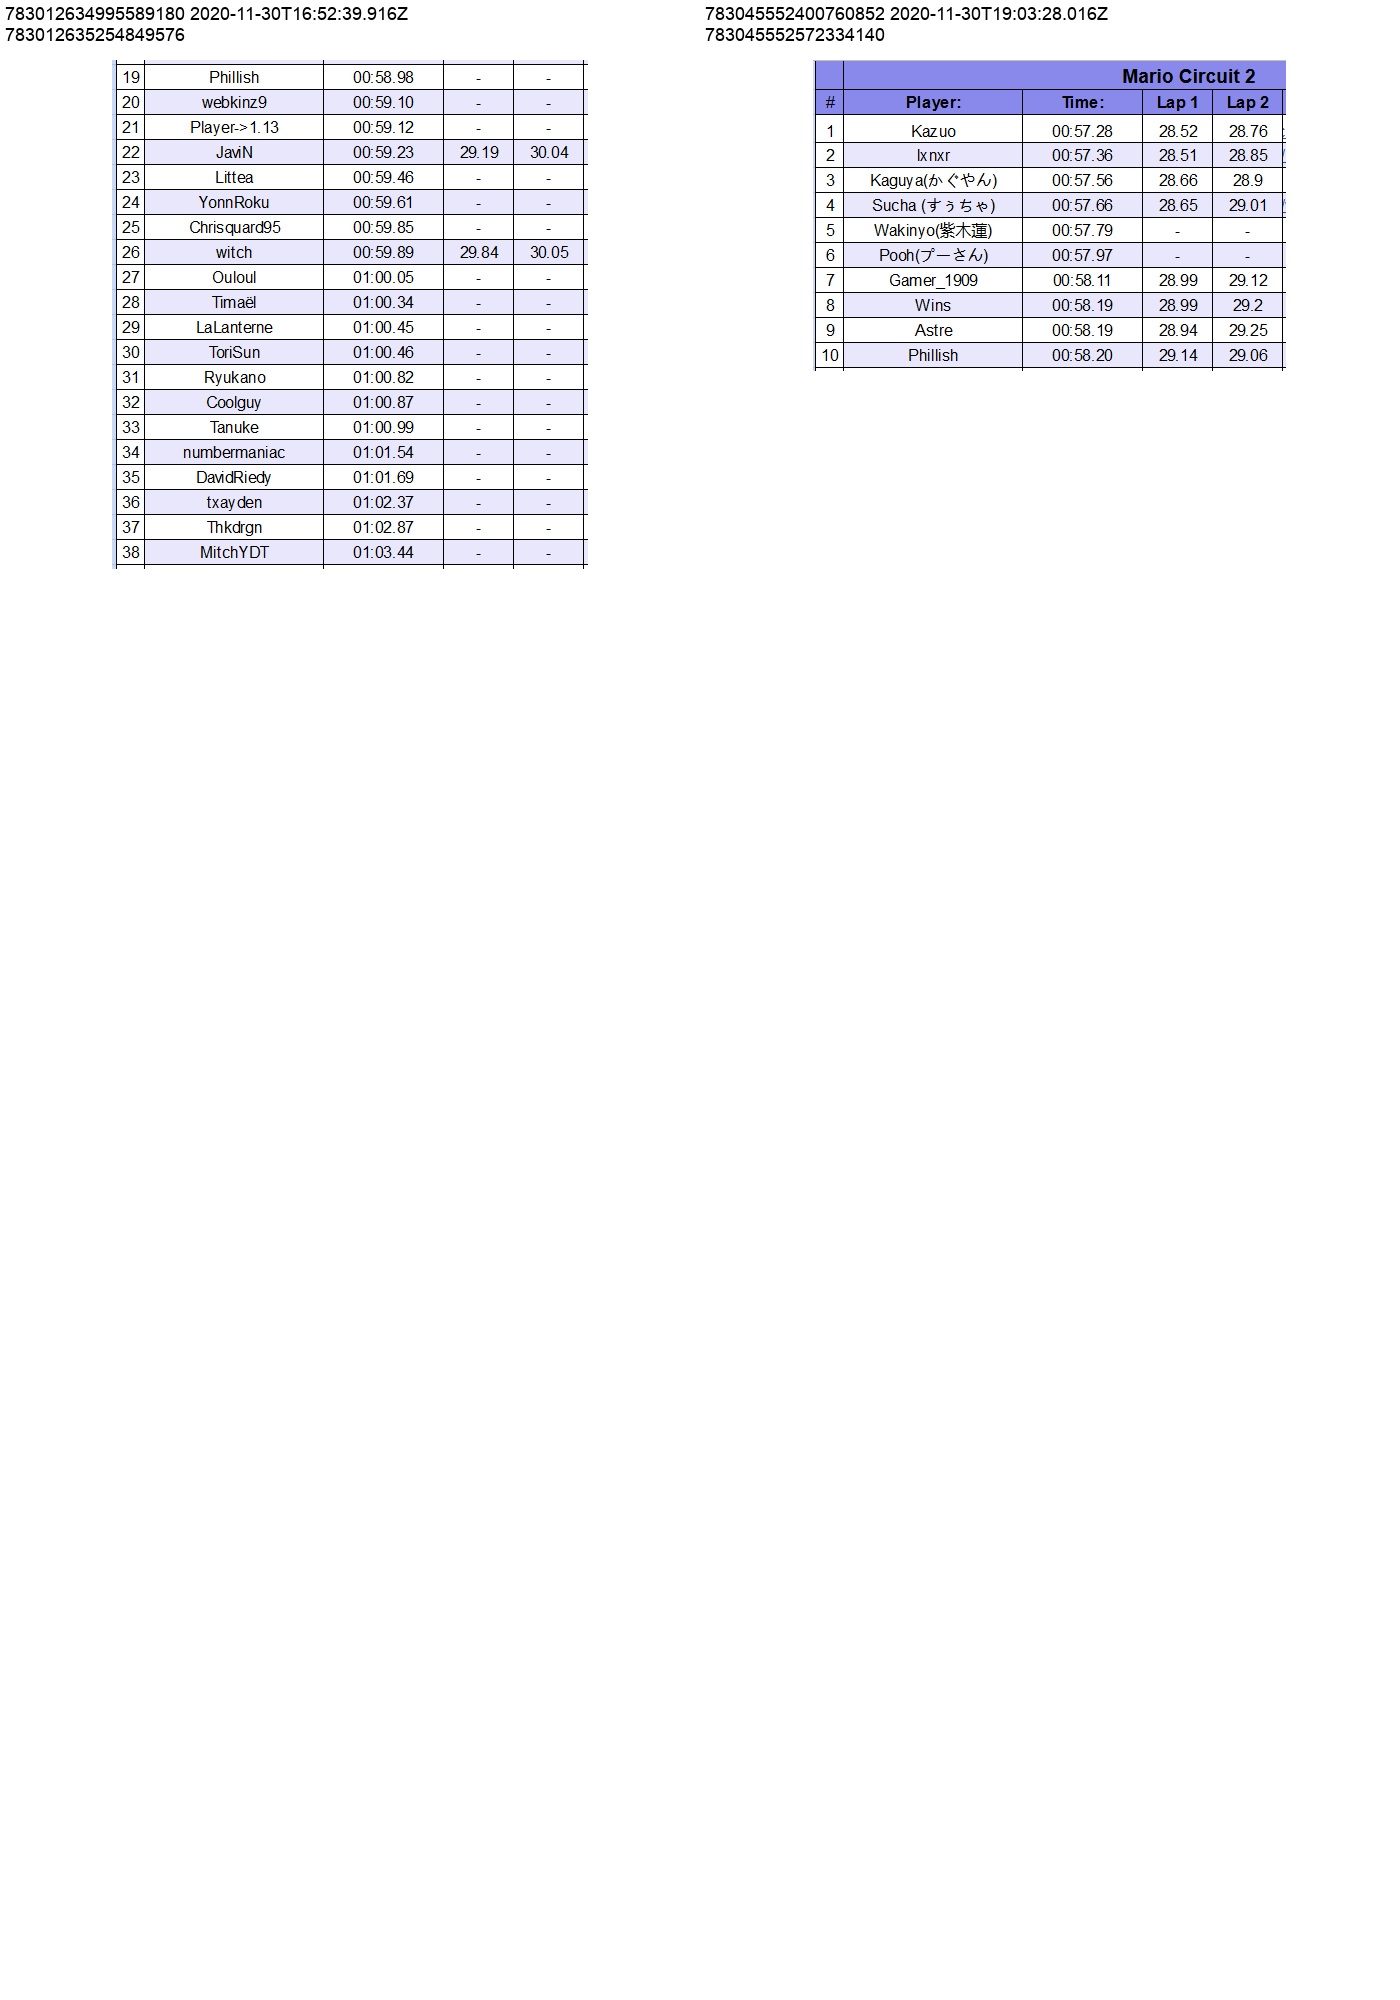 783012634995589180 2020-11-30T16:52:39.916Z
783012635254849576
19 Phillish 00:58.98 - -
20 webkinz9 00:59.10 - -
21 Player->1.13 00:59.12 - -
22 JaviN 00:59.23 29.19 30.04
23 Littea 00:59.46 - -
24 YonnRoku 00:59.61 - -
25 Chrisquard95 00:59.85 - -
26 witch 00:59.89 29.84 30.05
27 Ouloul 01:00.05 - -
28 Timaël 01:00.34 - -
29 LaLanterne 01:00.45 - -
30 ToriSun 01:00.46 - -
31 Ryukano 01:00.82 - -
32 Coolguy 01:00.87 - -
33 Tanuke 01:00.99 - -
34 numbermaniac 01:01.54 - -
35 DavidRiedy 01:01.69 - -
36 txayden 01:02.37 - -
37 Thkdrgn 01:02.87 - -
38 MitchYDT 01:03.44 - -
783045552400760852 2020-11-30T19:03:28.016Z
783045552572334140
Mario Circuit 2
# Player: Time: Lap 1 Lap 2
1 Kazuo 00:57.28 28.52 28.76
2 lxnxr 00:57.36 28.51 28.85
3 Kaguya(かぐやん) 00:57.56 28.66 28.9
4 Sucha (すぅちゃ) 00:57.66 28.65 29.01
5 Wakinyo(紫木蓮) 00:57.79 - -
6 Pooh(プーさん) 00:57.97 - -
7 Gamer_1909 00:58.11 28.99 29.12
8 Wins 00:58.19 28.99 29.2
9 Astre 00:58.19 28.94 29.25
10 Phillish 00:58.20 29.14 29.06